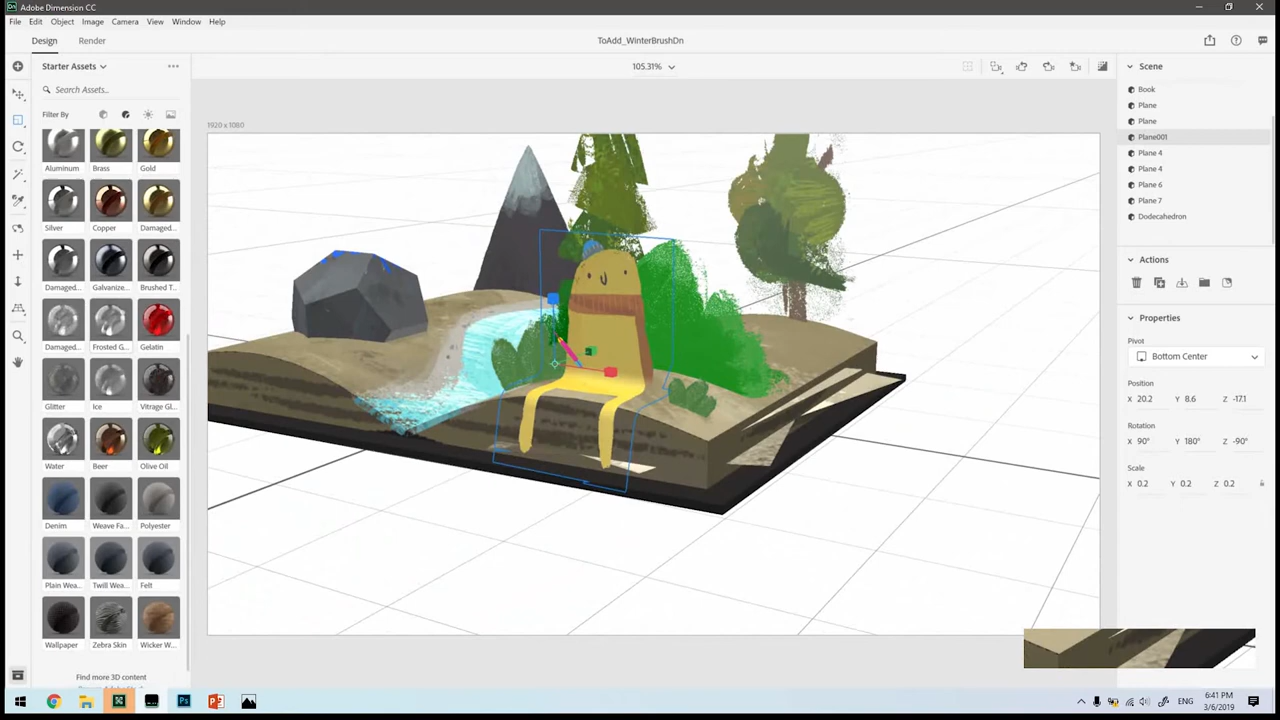 Adobe Dimension CC
File Edit Object Image Camera View Window Help
Design Render ToAdd_WinterBrushDn
Starter Assets
105.31%
Search Assets...
Filter By
1920 x 1080
Aluminum Brass Gold
Silver Copper Damaged...
Damaged... Galvanize... Brushed T...
Damaged... Frosted G... Gelatin
Glitter Ice Vitrage Gl...
Water Beer Olive Oil
Denim Weave Fa... Polyester
Plain Wea... Twill Wea... Felt
Wallpaper Zebra Skin Wicker W...
Find more 3D content
Scene
Book
Plane
Plane
Plane001
Plane 4
Plane 4
Plane 6
Plane 7
Dodecahedron
Actions
Properties
Pivot
Bottom Center
Position
X 20.2 Y 8.6 Z -17.1
Rotation
X 90° Y 180° Z -90°
Scale
X 0.2 Y 0.2 Z 0.2
ENG
6:41 PM
3/6/2019